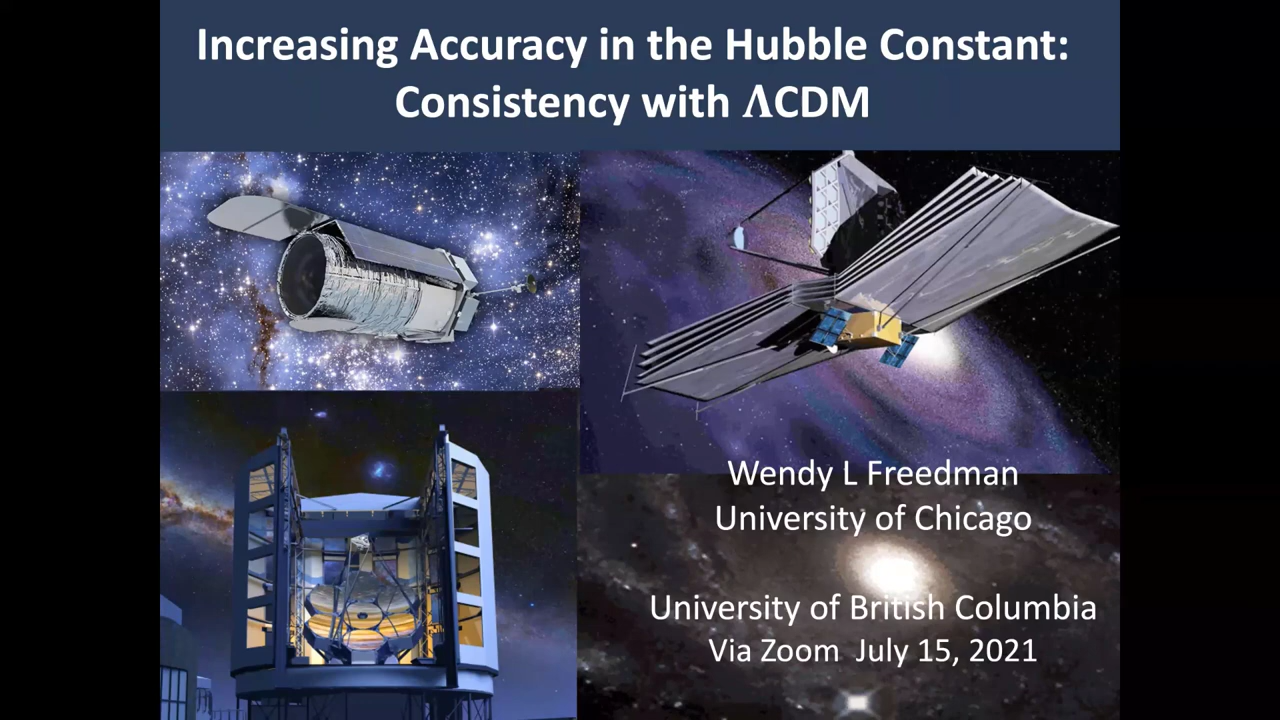 Increasing Accuracy in the Hubble Constant:
Consistency with ΛCDM
Wendy L Freedman
University of Chicago
University of British Columbia
Via Zoom July 15, 2021